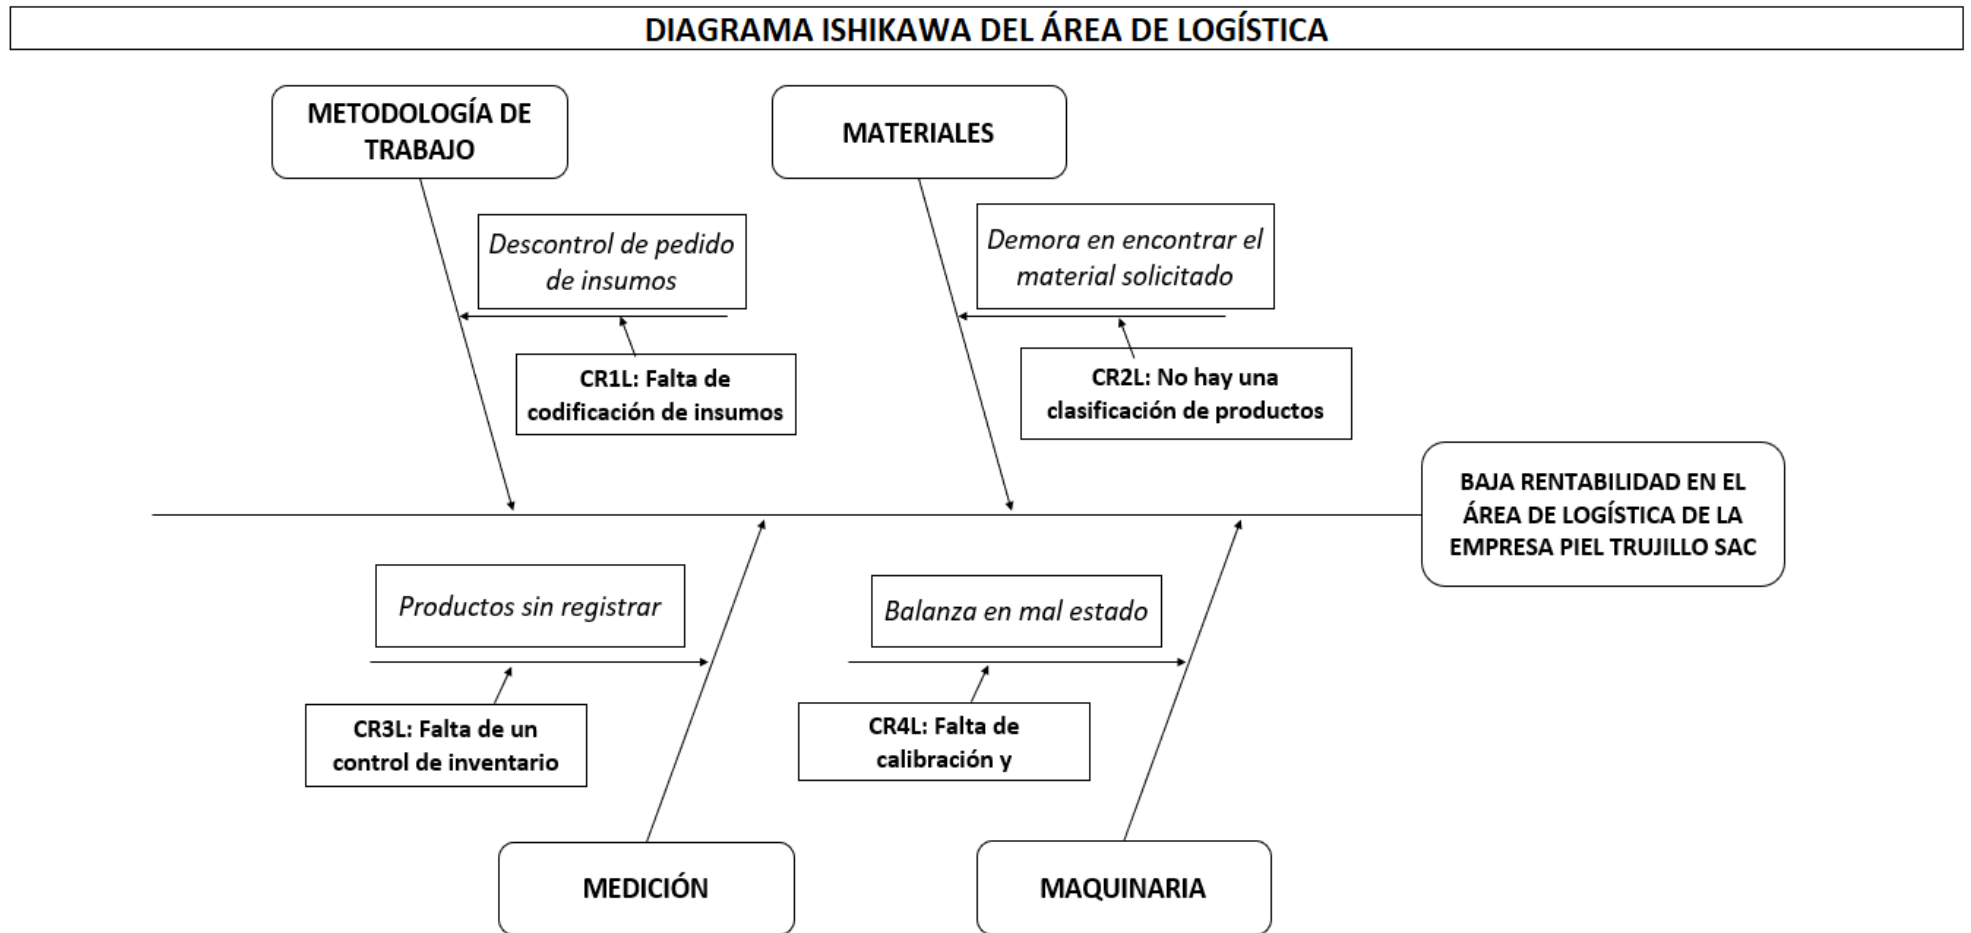 DIAGRAMA ISHIKAWA DEL ÁREA DE LOGÍSTICA
METODOLOGÍA DE
TRABAJO
MATERIALES
Descontrol de pedido
de insumos
Demora en encontrar el
material solicitado
CR1L: Falta de
codificación de insumos
CR2L: No hay una
clasificación de productos
BAJA RENTABILIDAD EN EL
ÁREA DE LOGÍSTICA DE LA
EMPRESA PIEL TRUJILLO SAC
Productos sin registrar
Balanza en mal estado
CR3L: Falta de un
control de inventario
CR4L: Falta de
calibración y
MEDICIÓN
MAQUINARIA